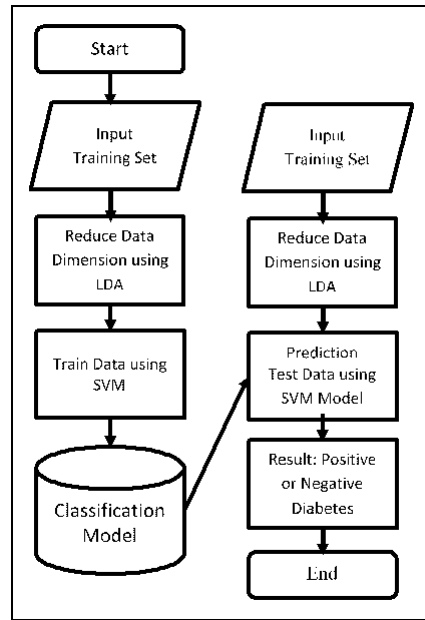 Start
Input
Training Set
Reduce Data
Dimension using
LDA
Train Data using
SVM
Classification
Model
Input
Training Set
Reduce Data
Dimension using
LDA
Prediction
Test Data using
SVM Model
Result: Positive
or Negative
Diabetes
End